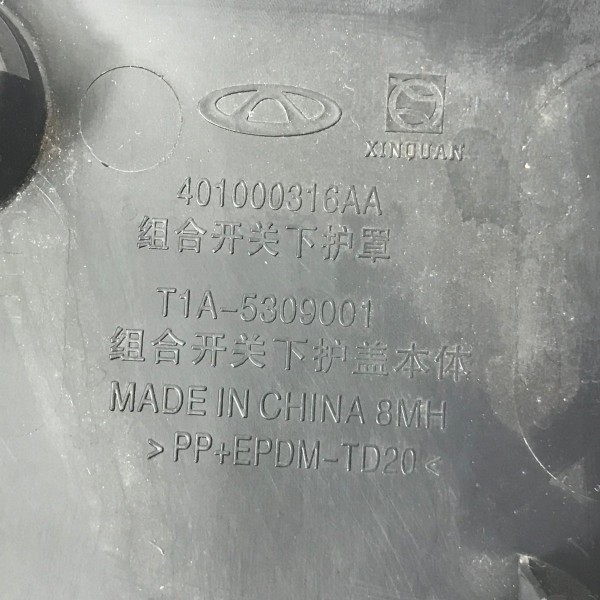 XINQUAN
401000316AA
组合开关下护罩
T1A-5309001
组合开关下护盖本体
MADE IN CHINA 8MH
>PP+EPDM-TD20<